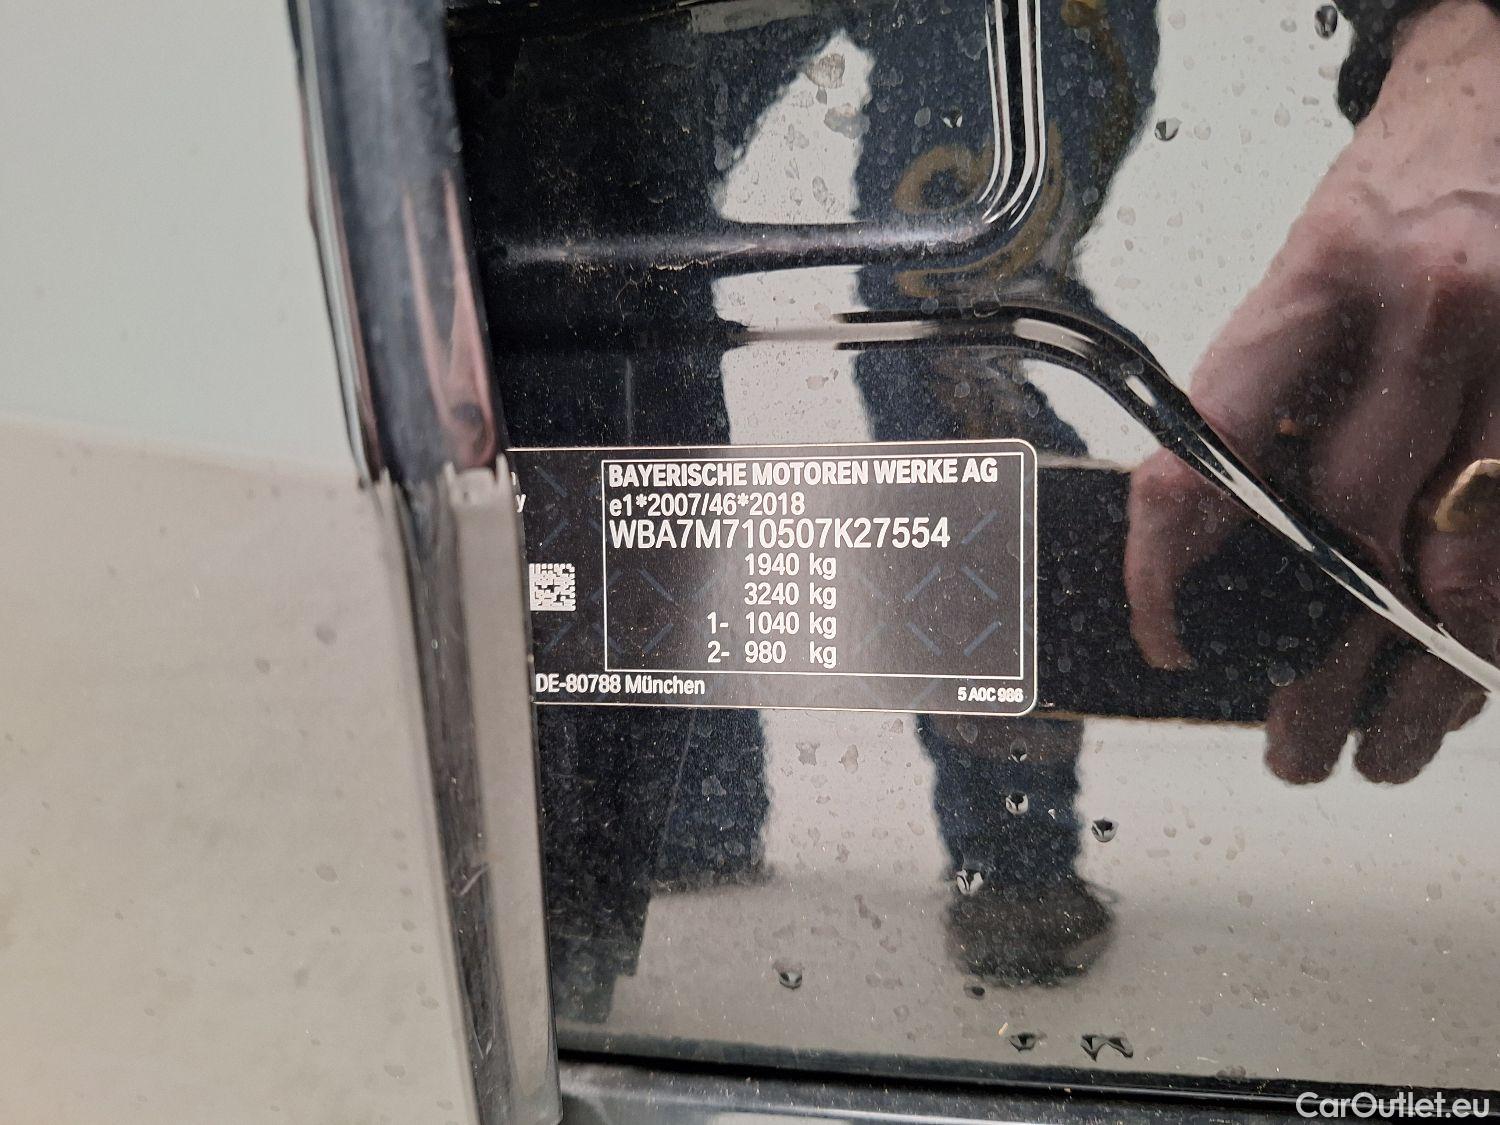 BAYERISCHE MOTOREN WERKE AG
e1*2007/46*2018
WBA7M710507K27554
1940 kg
3240 kg
1- 1040 kg
2- 980 kg
DE-80788 München
5 A0C 986
CarOutlet.eu